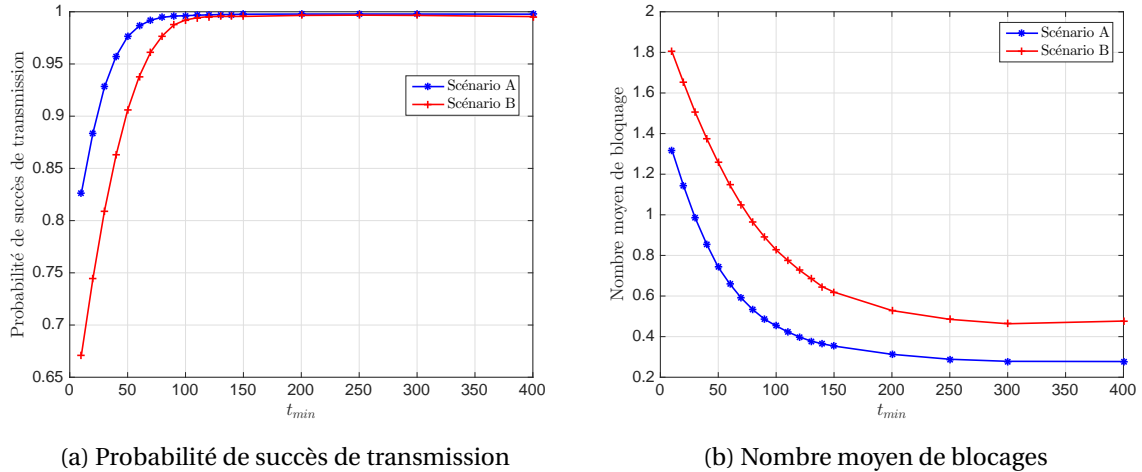 1
0.95
0.9
0.85
0.8
0.75
0.7
0.65
0 50 100 150 200 250 300 350 400
Probabilité de succès de transmission
t_min
Scénario A
Scénario B
(a) Probabilité de succès de transmission
2
1.8
1.6
1.4
1.2
1
0.8
0.6
0.4
0.2
0 50 100 150 200 250 300 350 400
Nombre moyen de bloquage
t_min
Scénario A
Scénario B
(b) Nombre moyen de blocages